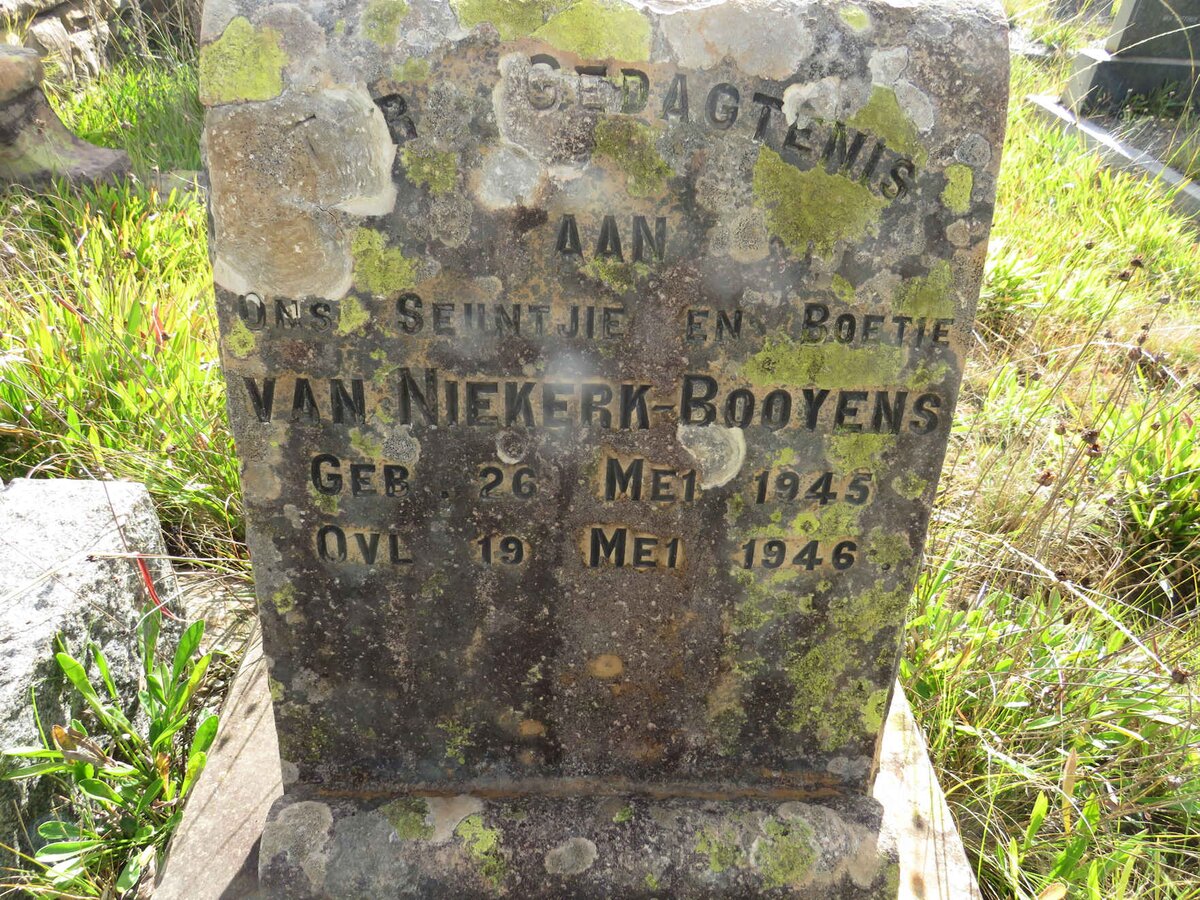 R GEDAGTENIS
AAN
ONS SEUNTJIE EN BOETIE
VAN NIEKERK-BOOYENS
GEB. 26 MEI 1945
OVL 19 MEI 1946.